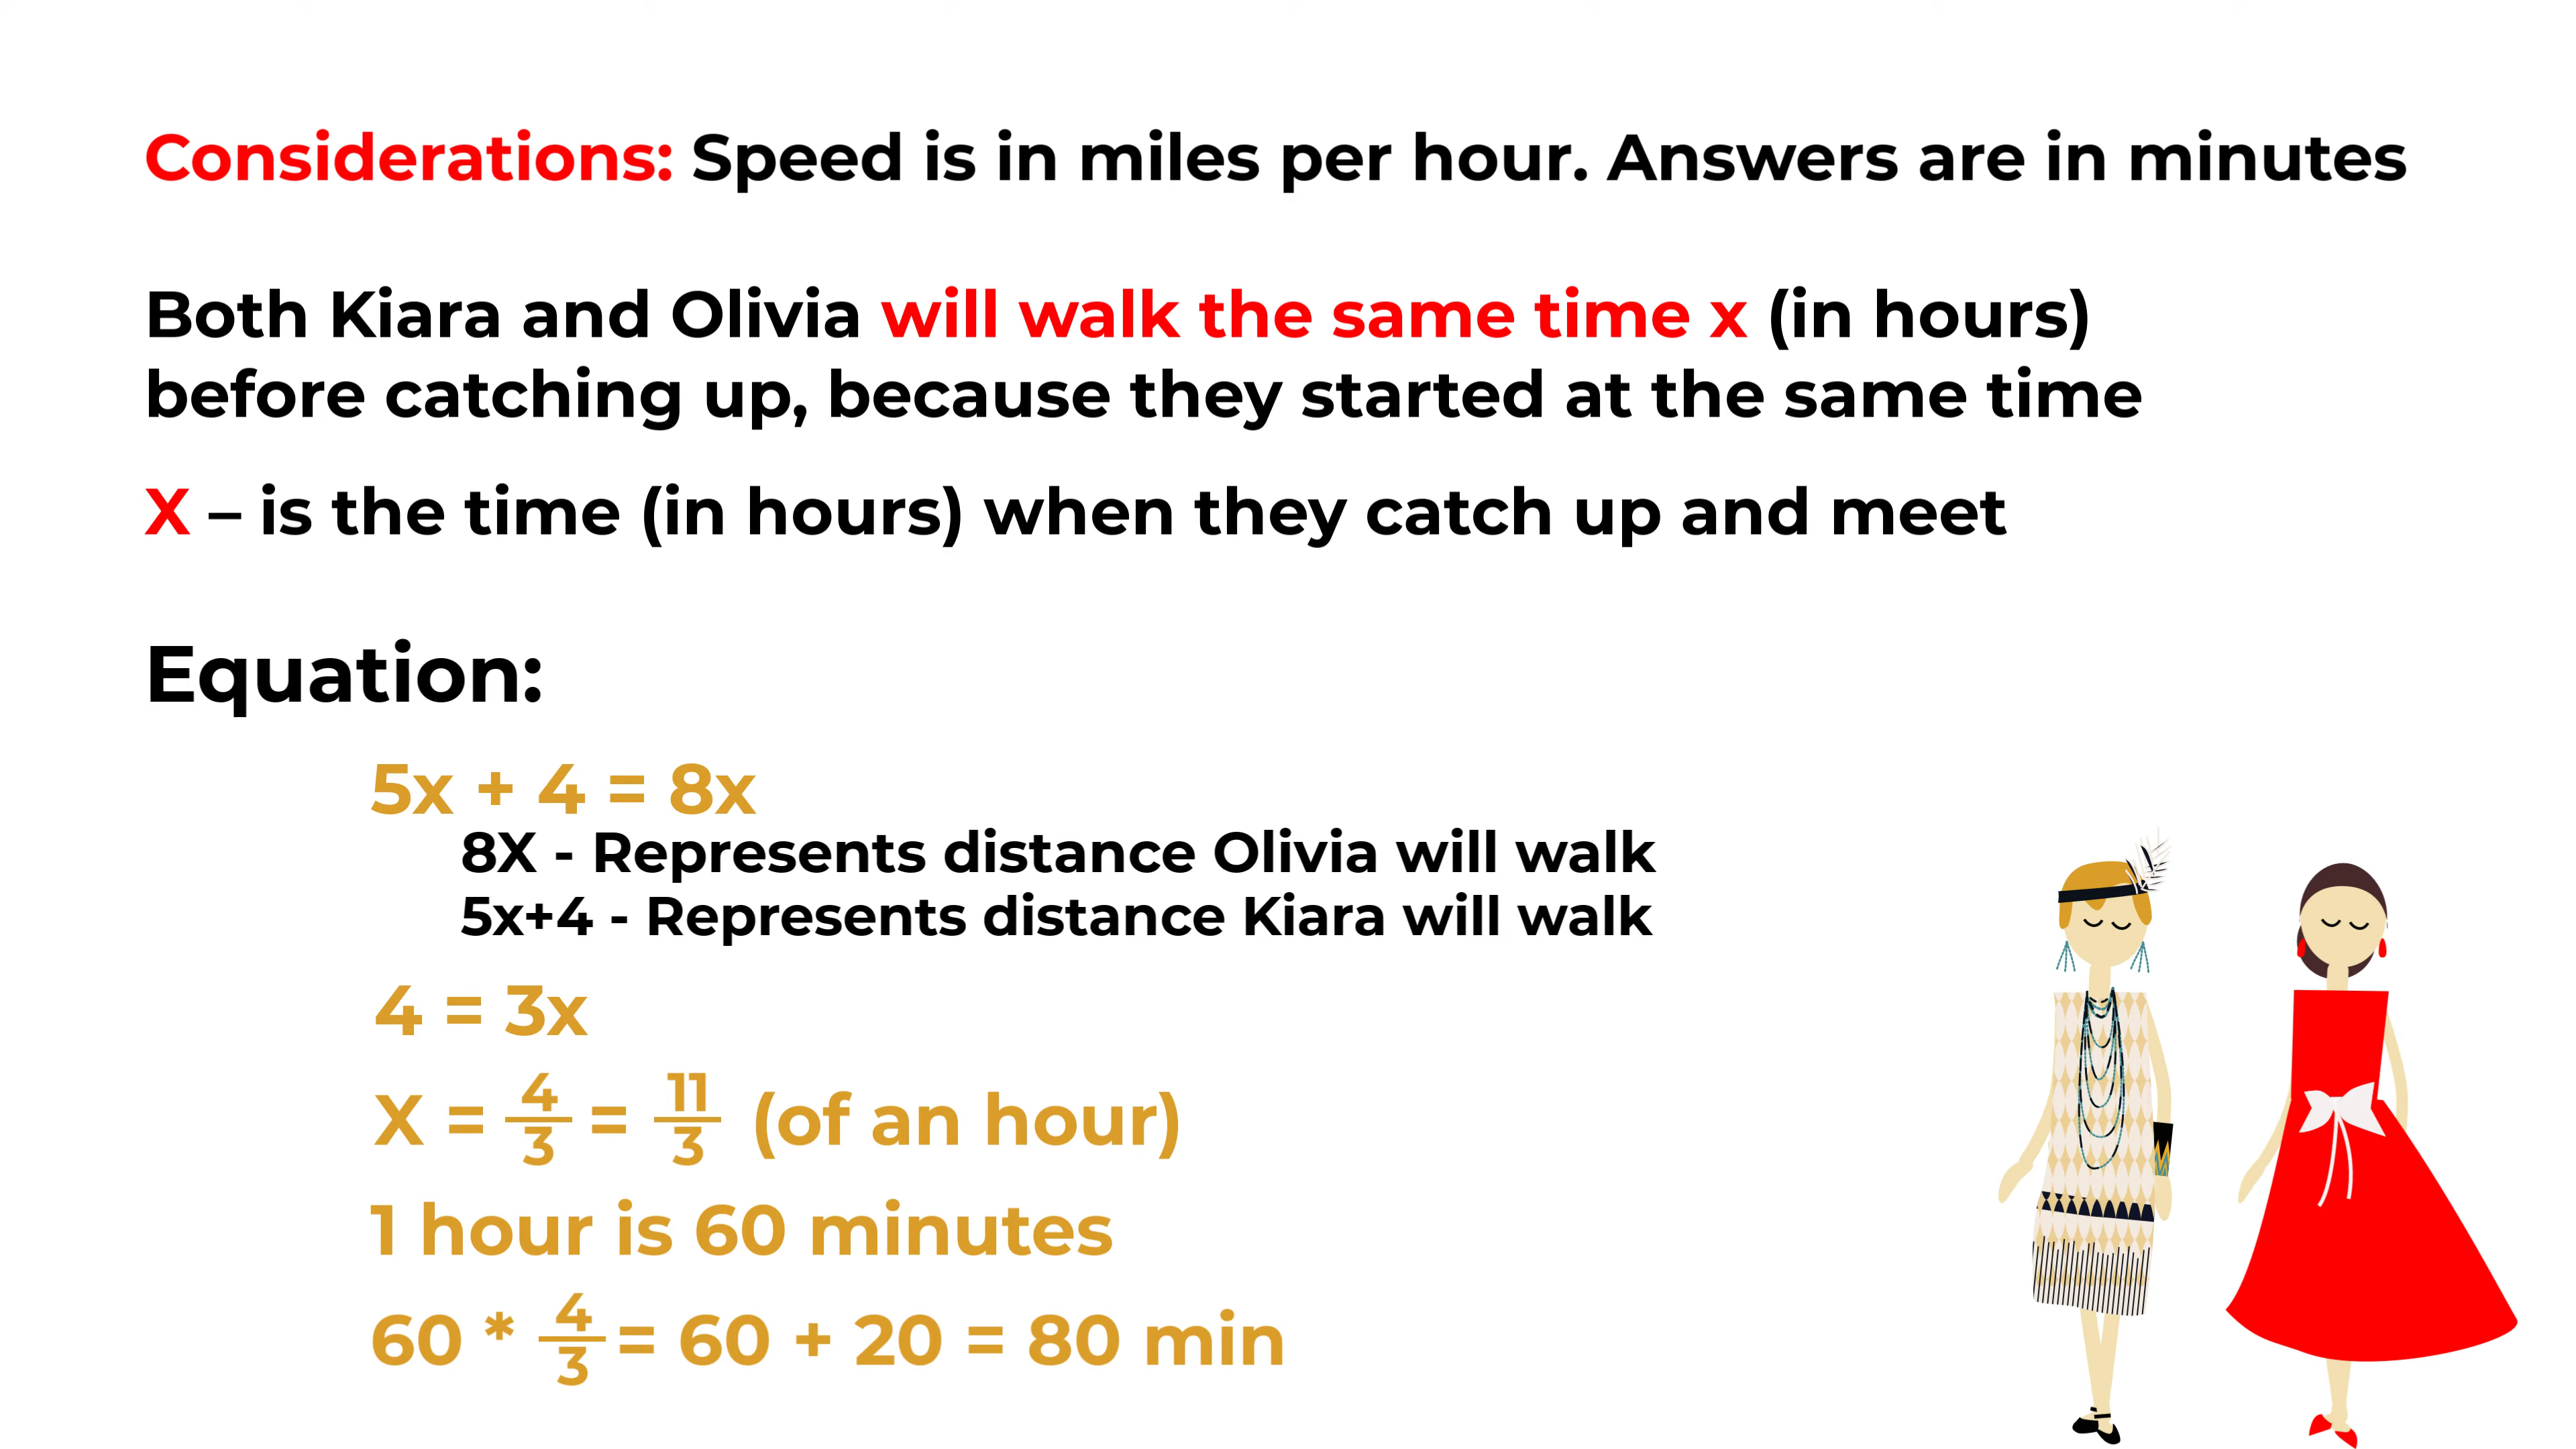 Considerations: Speed is in miles per hour. Answers are in minutes
Both Kiara and Olivia will walk the same time x (in hours)
before catching up, because they started at the same time
X – is the time (in hours) when they catch up and meet
Equation:
5x + 4 = 8x
8X - Represents distance Olivia will walk
5x+4 - Represents distance Kiara will walk
4 = 3x
X = 4/3 = 11/3 (of an hour)
1 hour is 60 minutes
60 * 4/3 = 60 + 20 = 80 min